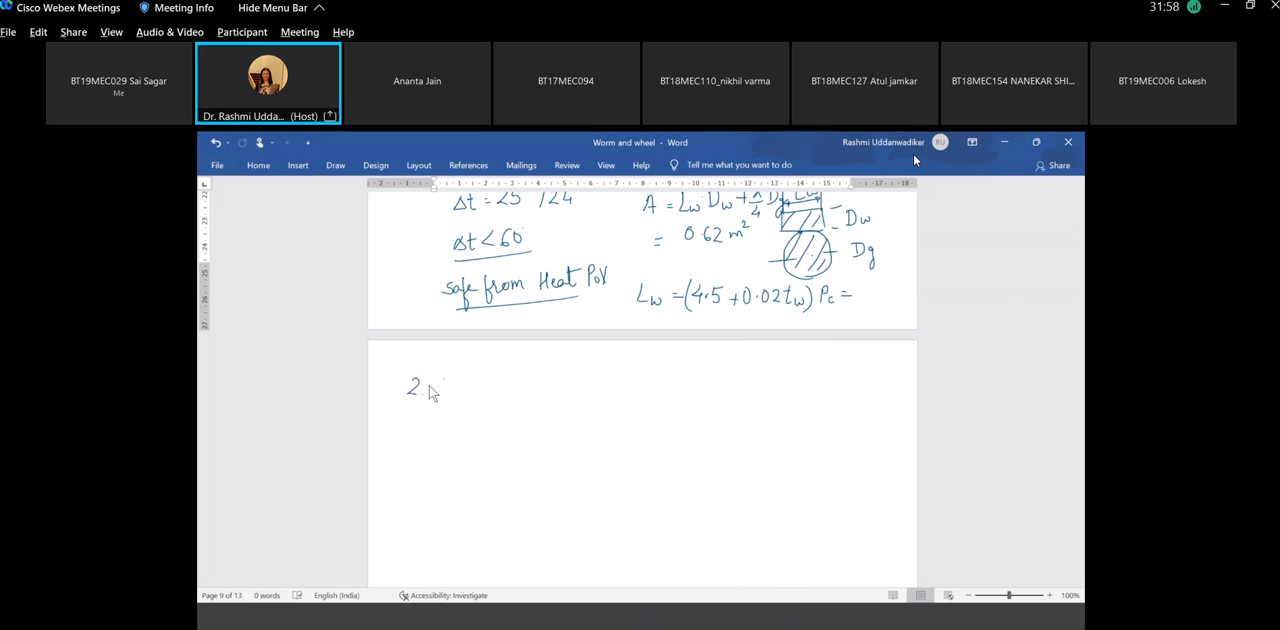 Cisco Webex Meetings Meeting Info Hide Menu Bar 31:58
File Edit Share View Audio & Video Participant Meeting Help
BT19MEC029 Sai Sagar
Me
Dr. Rashmi Udda... (Host)
Ananta Jain
BT17MEC094
BT18MEC110_nikhil varma
BT18MEC127 Atul jamkar
BT18MEC154 NANEKAR SHI...
BT19MEC006 Lokesh
Worm and wheel - Word
Rashmi Uddanwadiker RU
File Home Insert Draw Design Layout References Mailings Review View Help Tell me what you want to do Share
Δt = 25 /24
A = Lw Dw + π/4 Dg
Δt < 60
= 0.62 m²
Dw
Dg
safe from Heat PoV
Lw = (4.5 + 0.02 tw) Pc =
2.
Page 9 of 13 0 words English (India) Accessibility: Investigate 100%